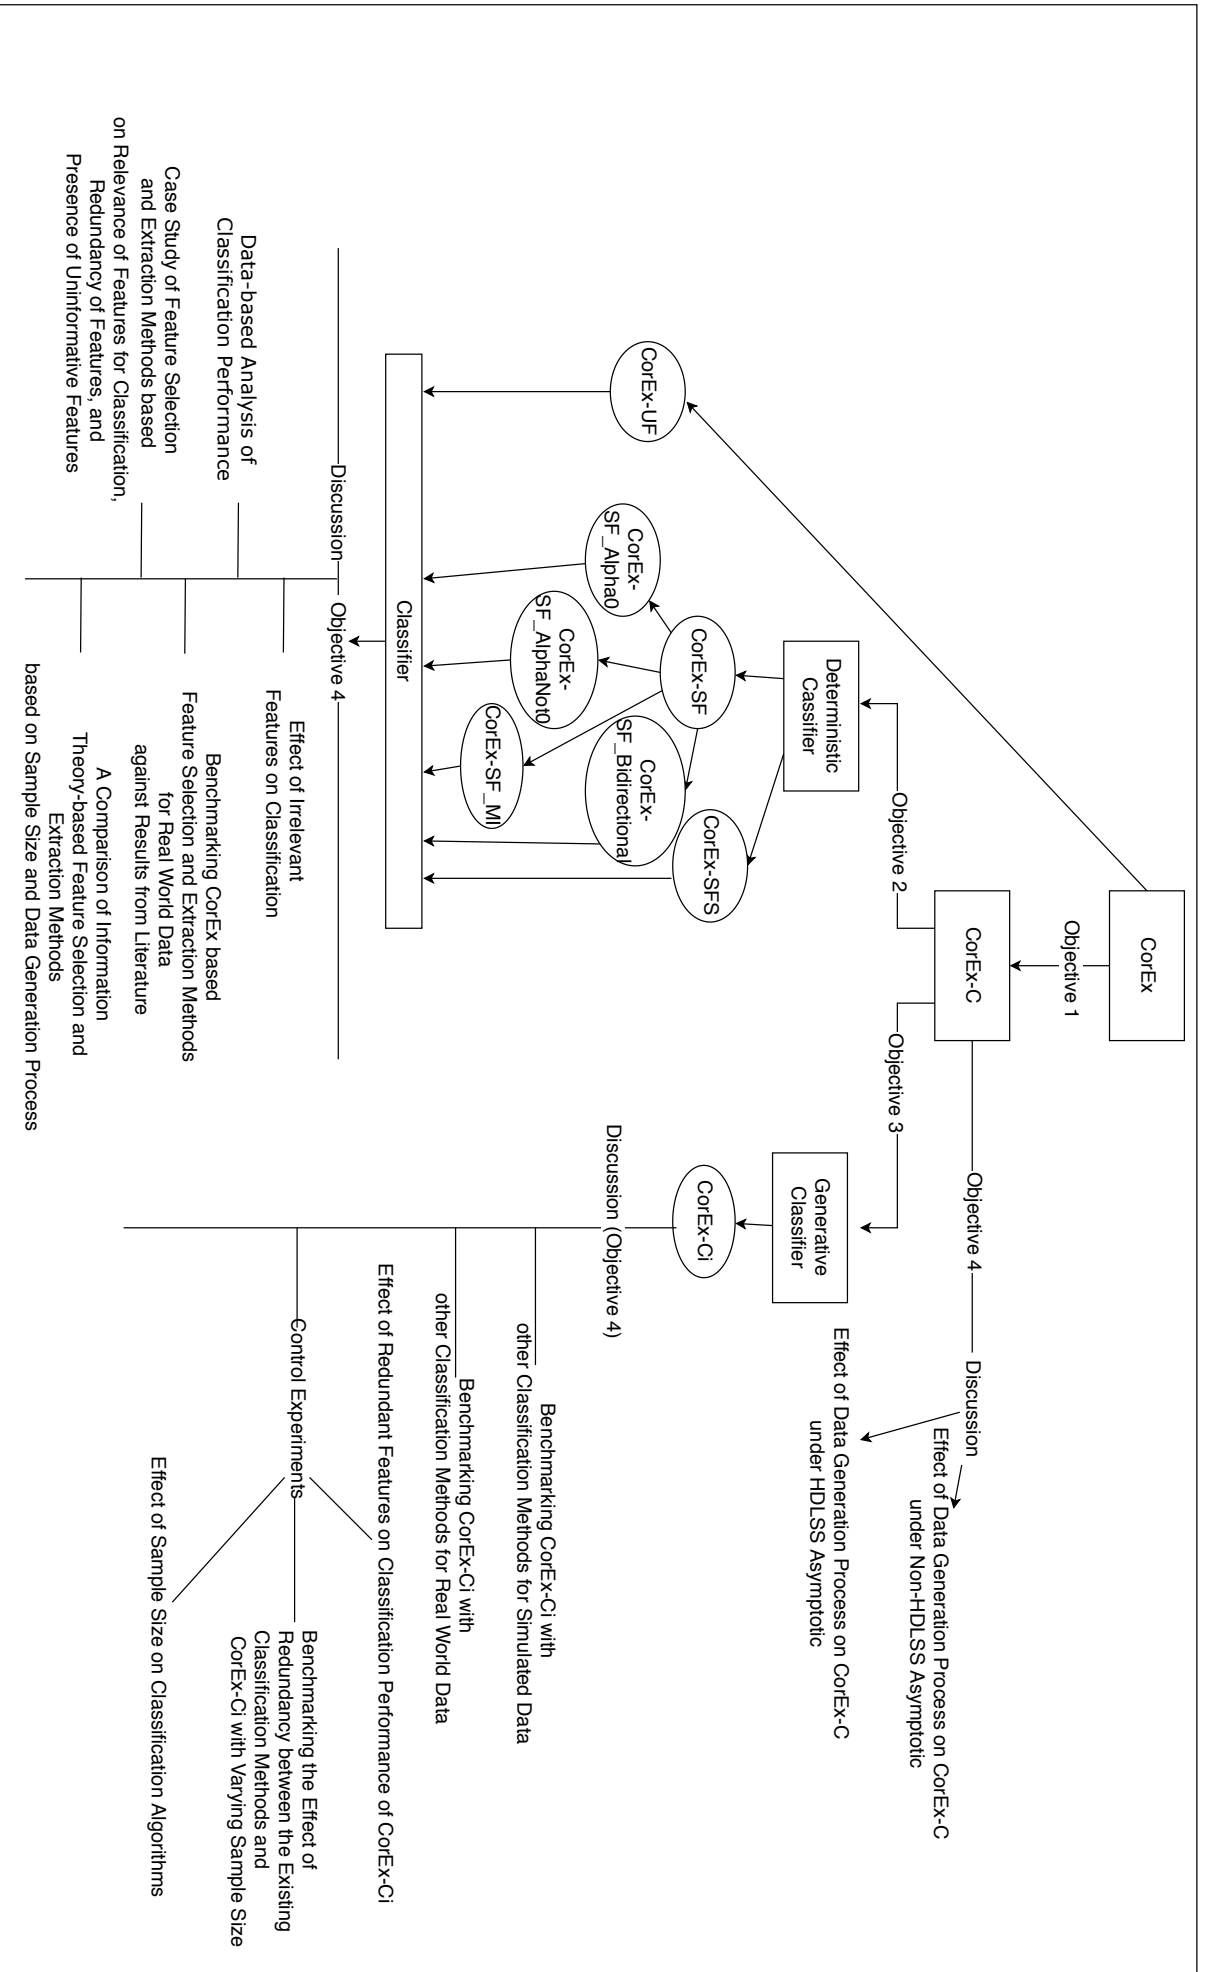 CorEx
Objective 1
CorEx-C
Objective 2
Objective 3
Objective 4
Discussion
Effect of Data Generation Process on CorEx-C
under Non-HDLSS Asymptotic
Effect of Data Generation Process on CorEx-C
under HDLSS Asymptotic
Deterministic
Cassifier
Generative
Classifier
CorEx-UF
CorEx-SF
CorEx-SFS
CorEx-
SF_Alpha0
CorEx-
SF_AlphaNot0
CorEx-
SF_Bidirectional
CorEx-SF_MI
CorEx-Ci
Classifier
Discussion
Objective 4
Data-based Analysis of
Classification Performance
Case Study of Feature Selection
and Extraction Methods based
on Relevance of Features for Classification,
Redundancy of Features, and
Presence of Uninformative Features
Effect of Irrelevant
Features on Classification
Benchmarking CorEx based
Feature Selection and Extraction Methods
for Real World Data
against Results from Literature
A Comparison of Information
Theory-based Feature Selection and
Extraction Methods
based on Sample Size and Data Generation Process
Discussion (Objective 4)
Benchmarking CorEx-Ci with
other Classification Methods for Simulated Data
Benchmarking CorEx-Ci with
other Classification Methods for Real World Data
Control Experiments
Effect of Redundant Features on Classification Performance of CorEx-Ci
Benchmarking the Effect of
Redundancy between the Existing
Classification Methods and
CorEx-Ci with Varying Sample Size
Effect of Sample Size on Classification Algorithms